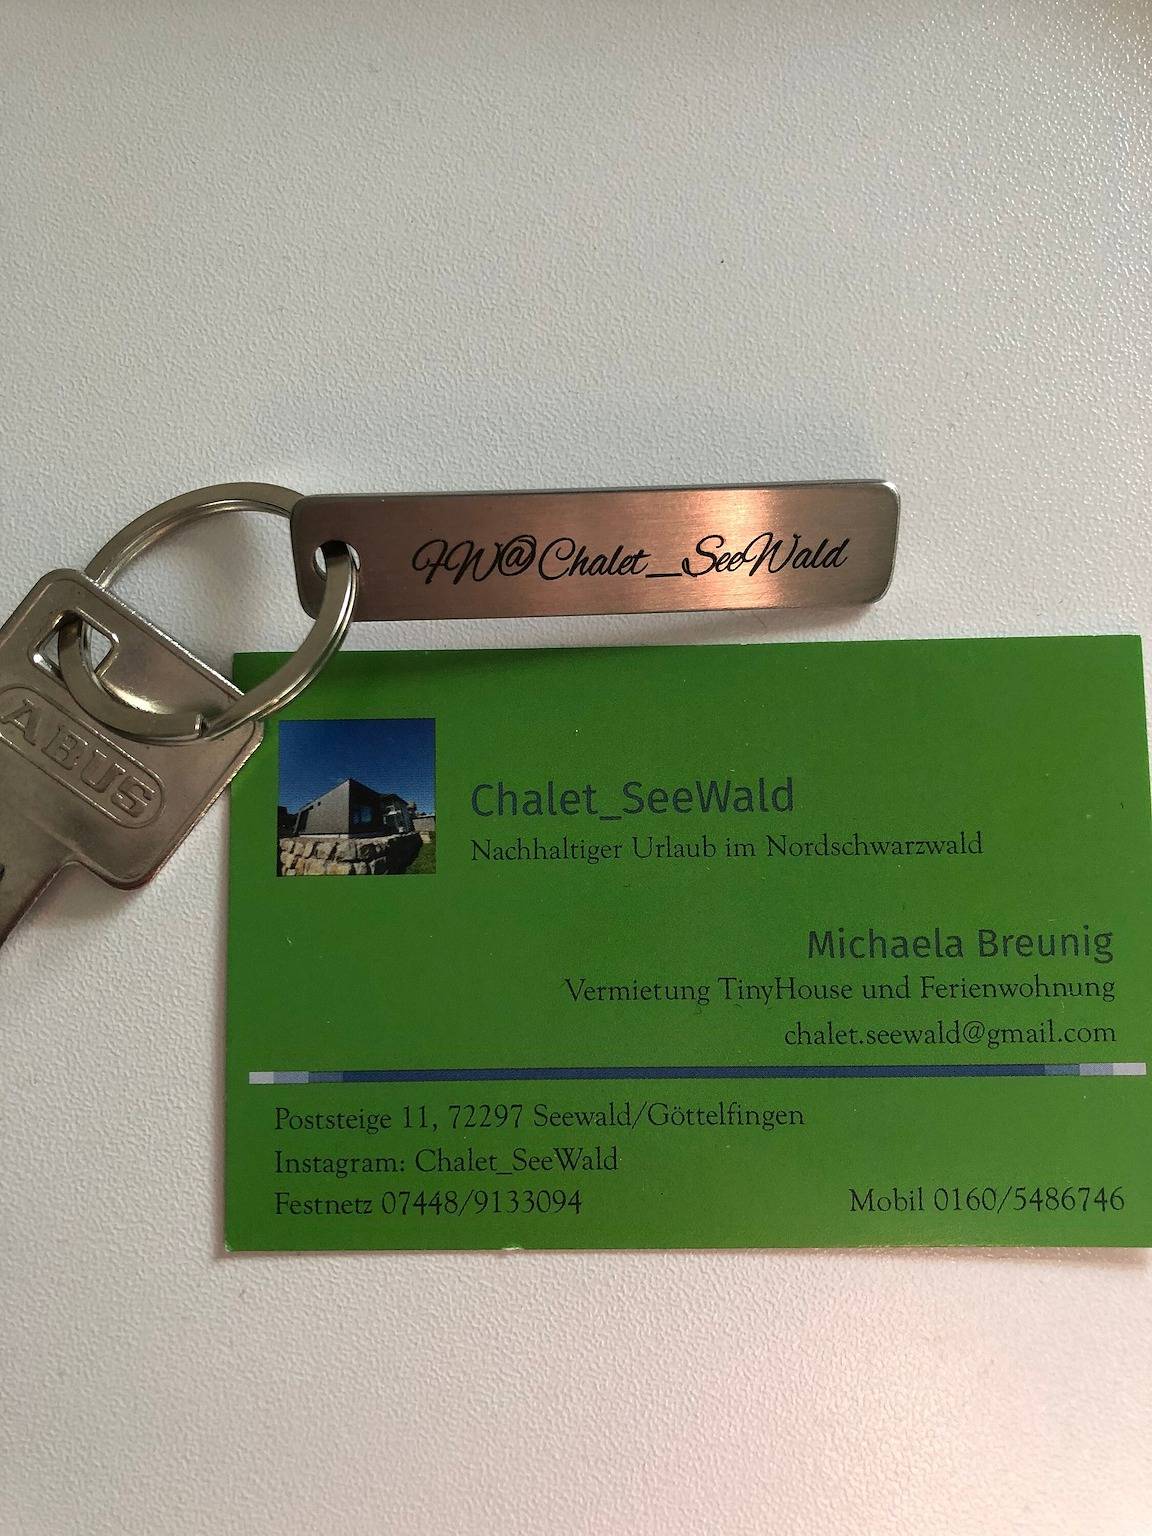 FW@Chalet_SeeWald
ABUS
Chalet_SeeWald
Nachhaltiger Urlaub im Nordschwarzwald
Michaela Breunig
Vermietung TinyHouse und Ferienwohnung
chalet.seewald@gmail.com
Poststeige 11, 72297 Seewald/Göttelfingen
Instagram: Chalet_SeeWald
Festnetz 07448/9133094
Mobil 0160/5486746